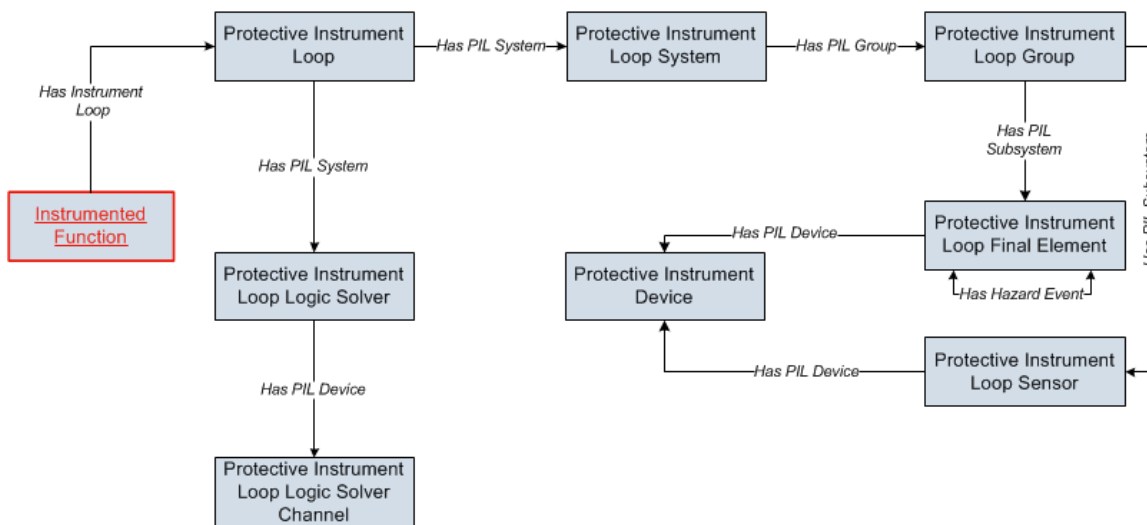 Protective Instrument
Loop
Has PIL System
Protective Instrument
Loop System
Has PIL Group
Protective Instrument
Loop Group
Has Instrument
Loop
Has PIL
Subsystem
Has PIL Subsystem
Has PIL System
Instrumented
Function
Protective Instrument
Loop Final Element
Has PIL Device
Has Hazard Event
Protective Instrument
Loop Logic Solver
Protective Instrument
Device
Has PIL Device
Protective Instrument
Loop Sensor
Has PIL Device
Protective Instrument
Loop Logic Solver
Channel